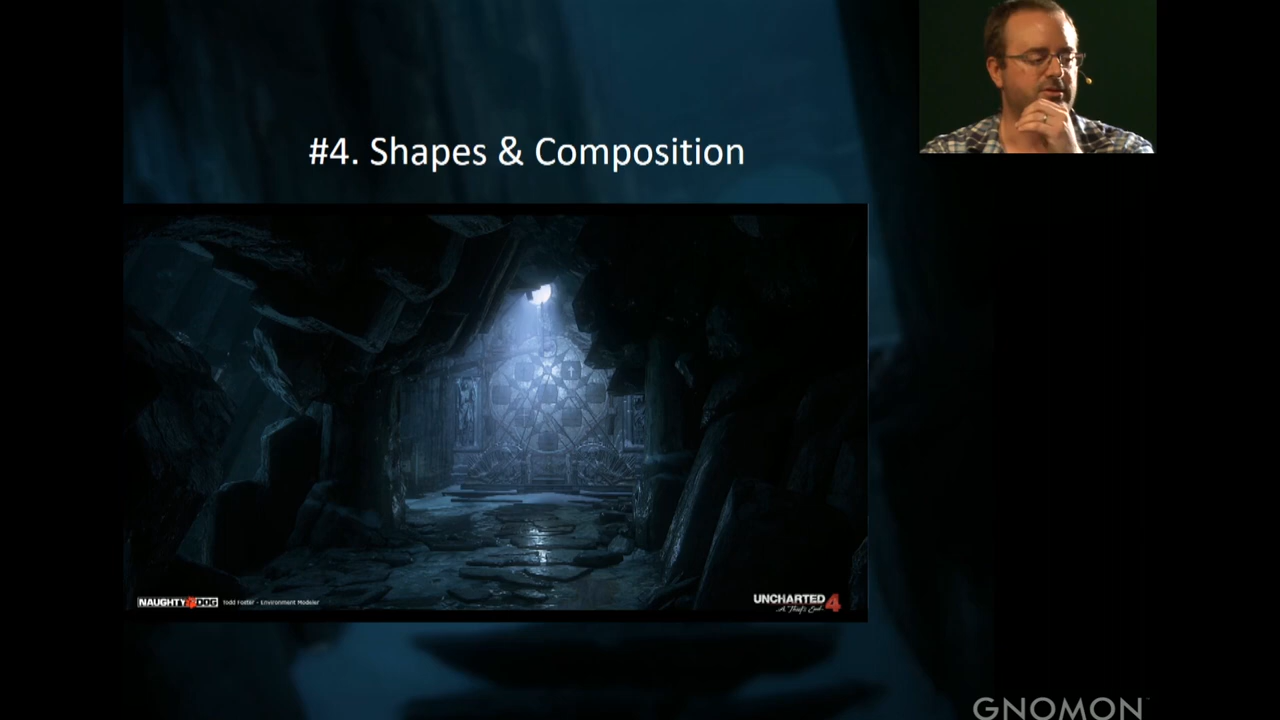 #4. Shapes & Composition
NAUGHTY DOG Todd Foster - Environment Modeler
UNCHARTED 4
A Thief's End
GNOMON